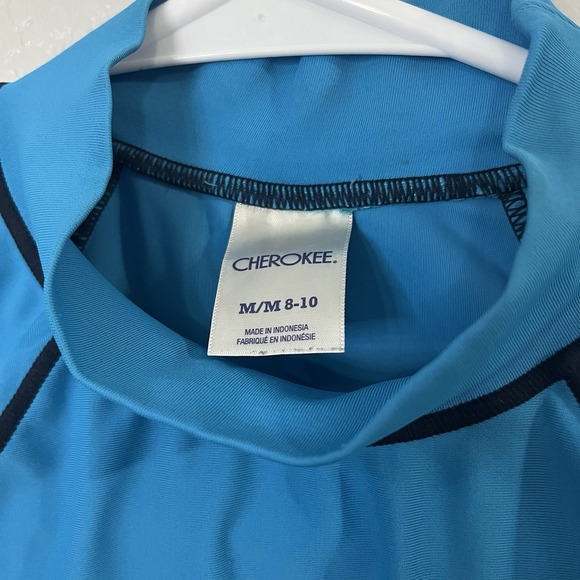 CHEROKEE.
M/M 8-10
MADE IN INDONESIA
FABRIQUÉ EN INDONÉSIE